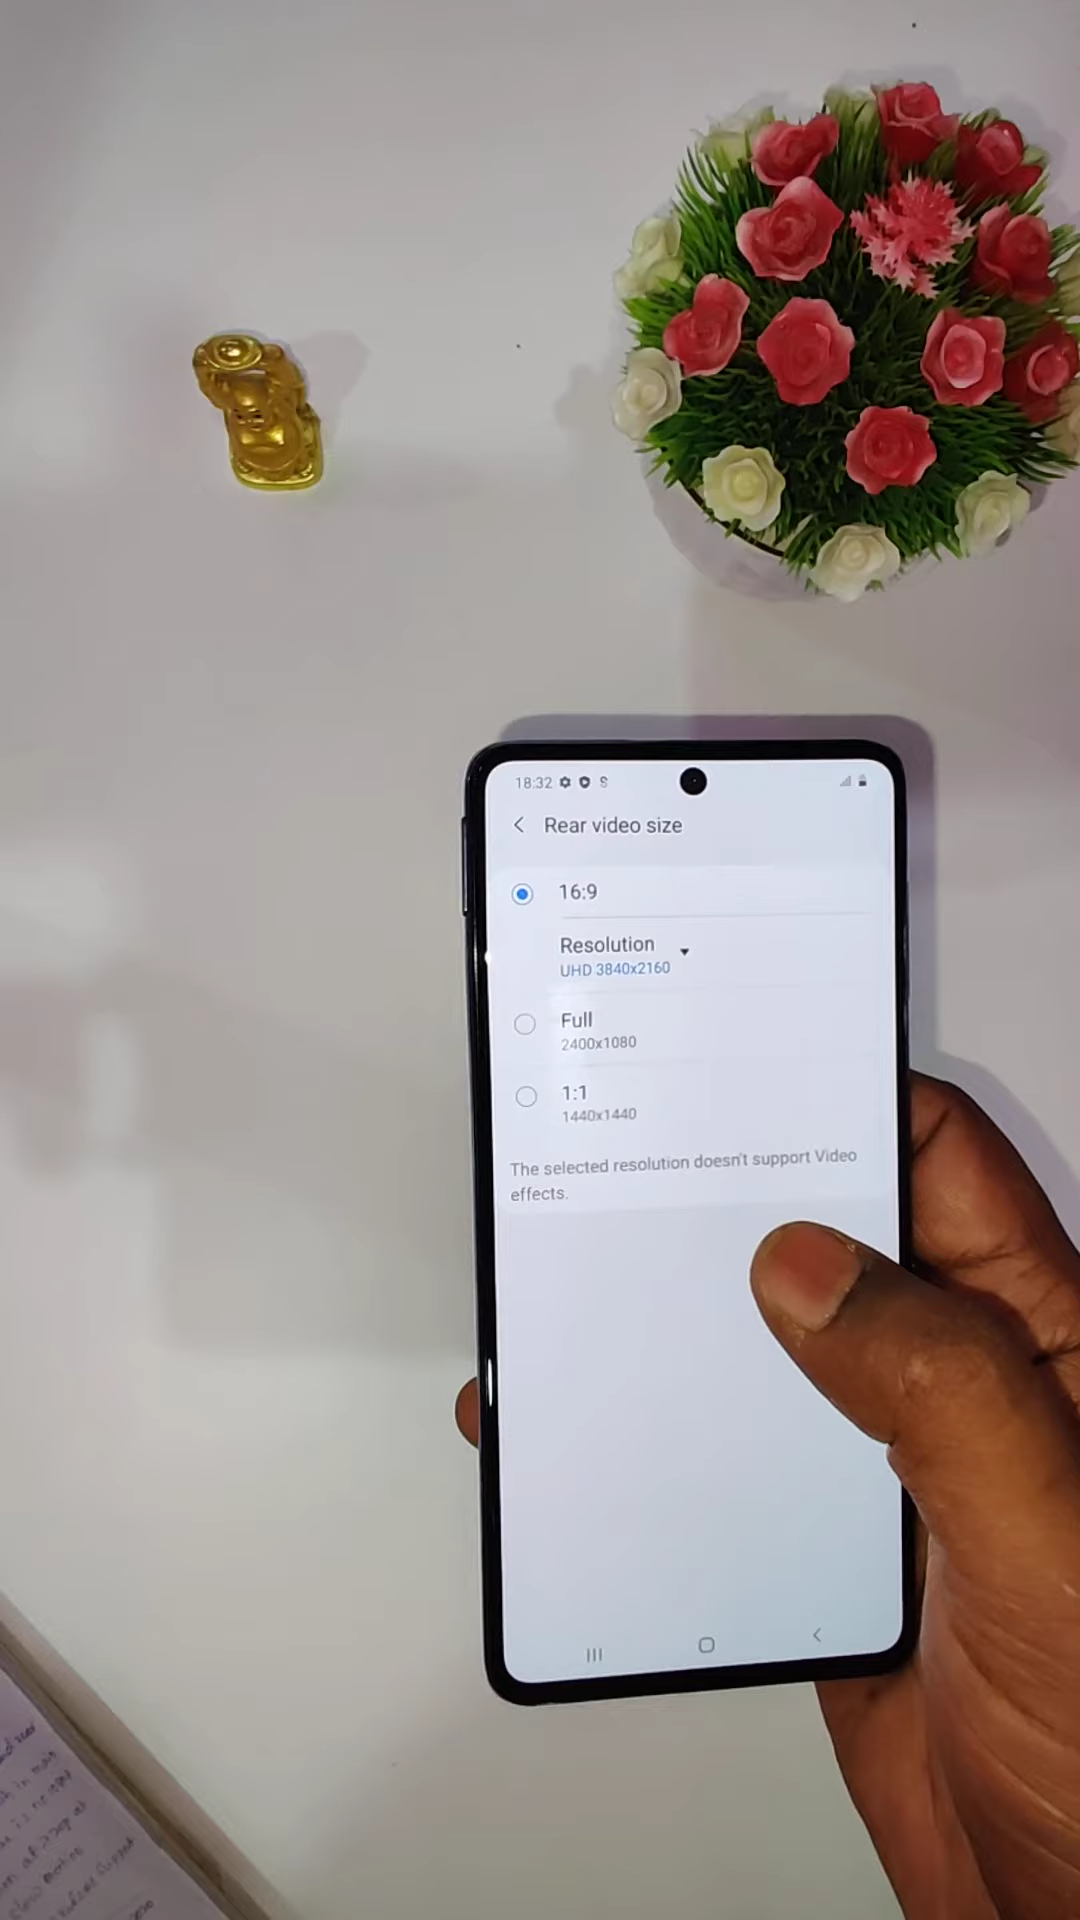 18:32
Rear video size
16:9
Resolution
UHD 3840x2160
Full
2400x1080
1:1
1440x1440
The selected resolution doesn't support Video
effects.